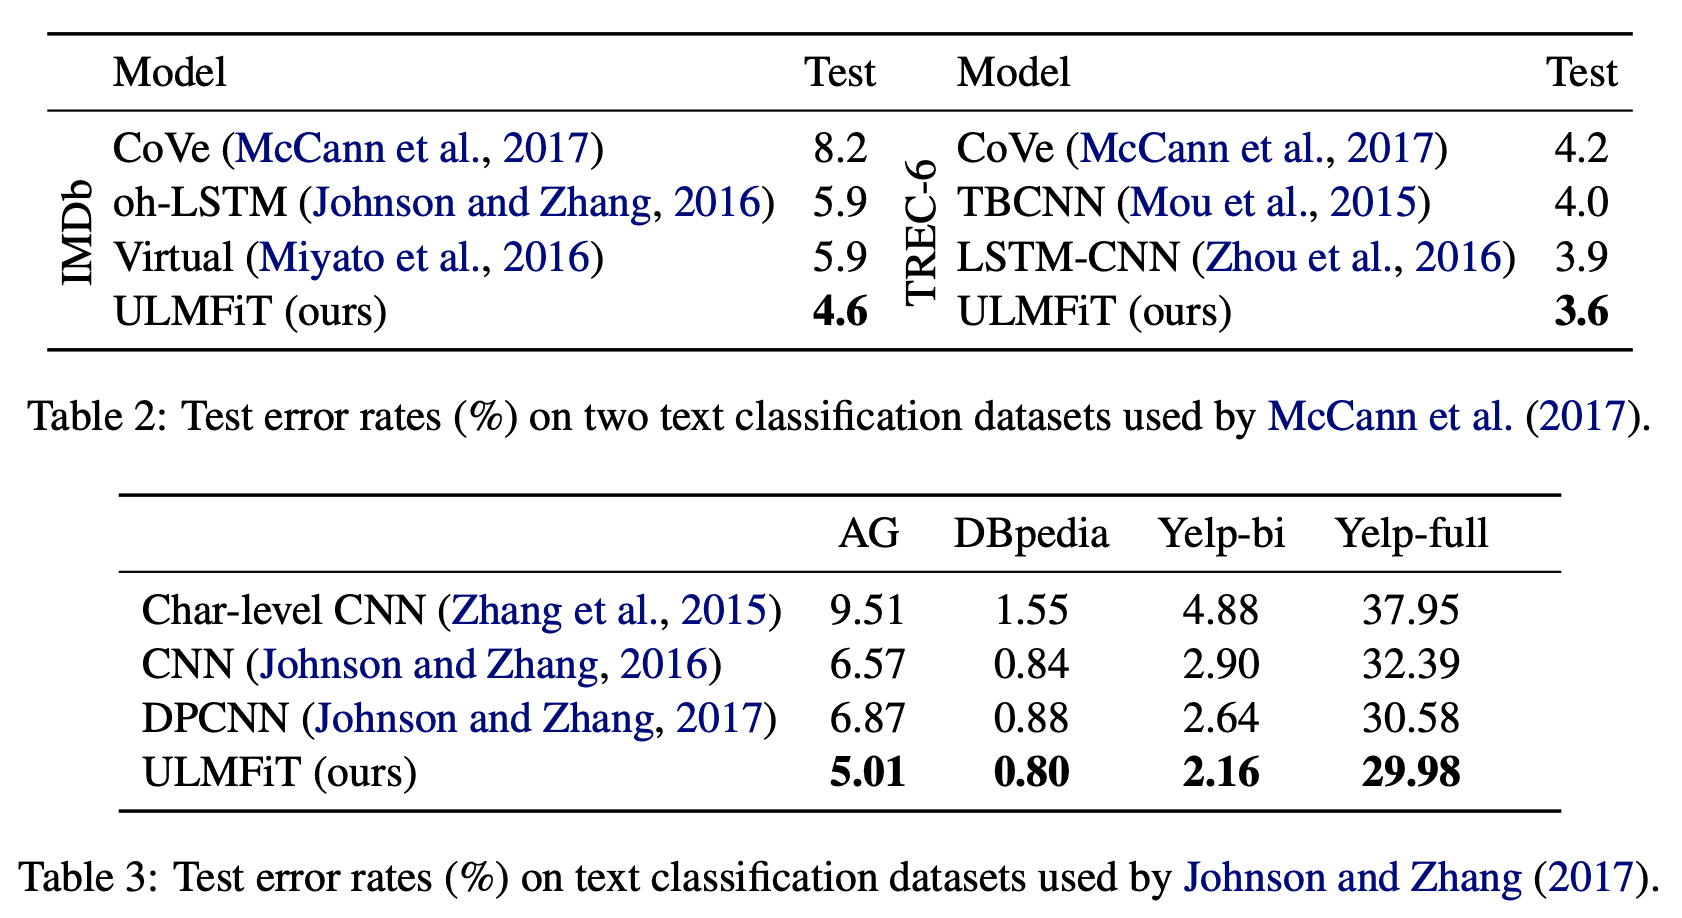 Model Test Model Test
IMDb
CoVe (McCann et al., 2017) 8.2
oh-LSTM (Johnson and Zhang, 2016) 5.9
Virtual (Miyato et al., 2016) 5.9
ULMFiT (ours) 4.6
TREC-6
CoVe (McCann et al., 2017) 4.2
TBCNN (Mou et al., 2015) 4.0
LSTM-CNN (Zhou et al., 2016) 3.9
ULMFiT (ours) 3.6
Table 2: Test error rates (%) on two text classification datasets used by McCann et al. (2017).
AG DBpedia Yelp-bi Yelp-full
Char-level CNN (Zhang et al., 2015) 9.51 1.55 4.88 37.95
CNN (Johnson and Zhang, 2016) 6.57 0.84 2.90 32.39
DPCNN (Johnson and Zhang, 2017) 6.87 0.88 2.64 30.58
ULMFiT (ours) 5.01 0.80 2.16 29.98
Table 3: Test error rates (%) on text classification datasets used by Johnson and Zhang (2017).